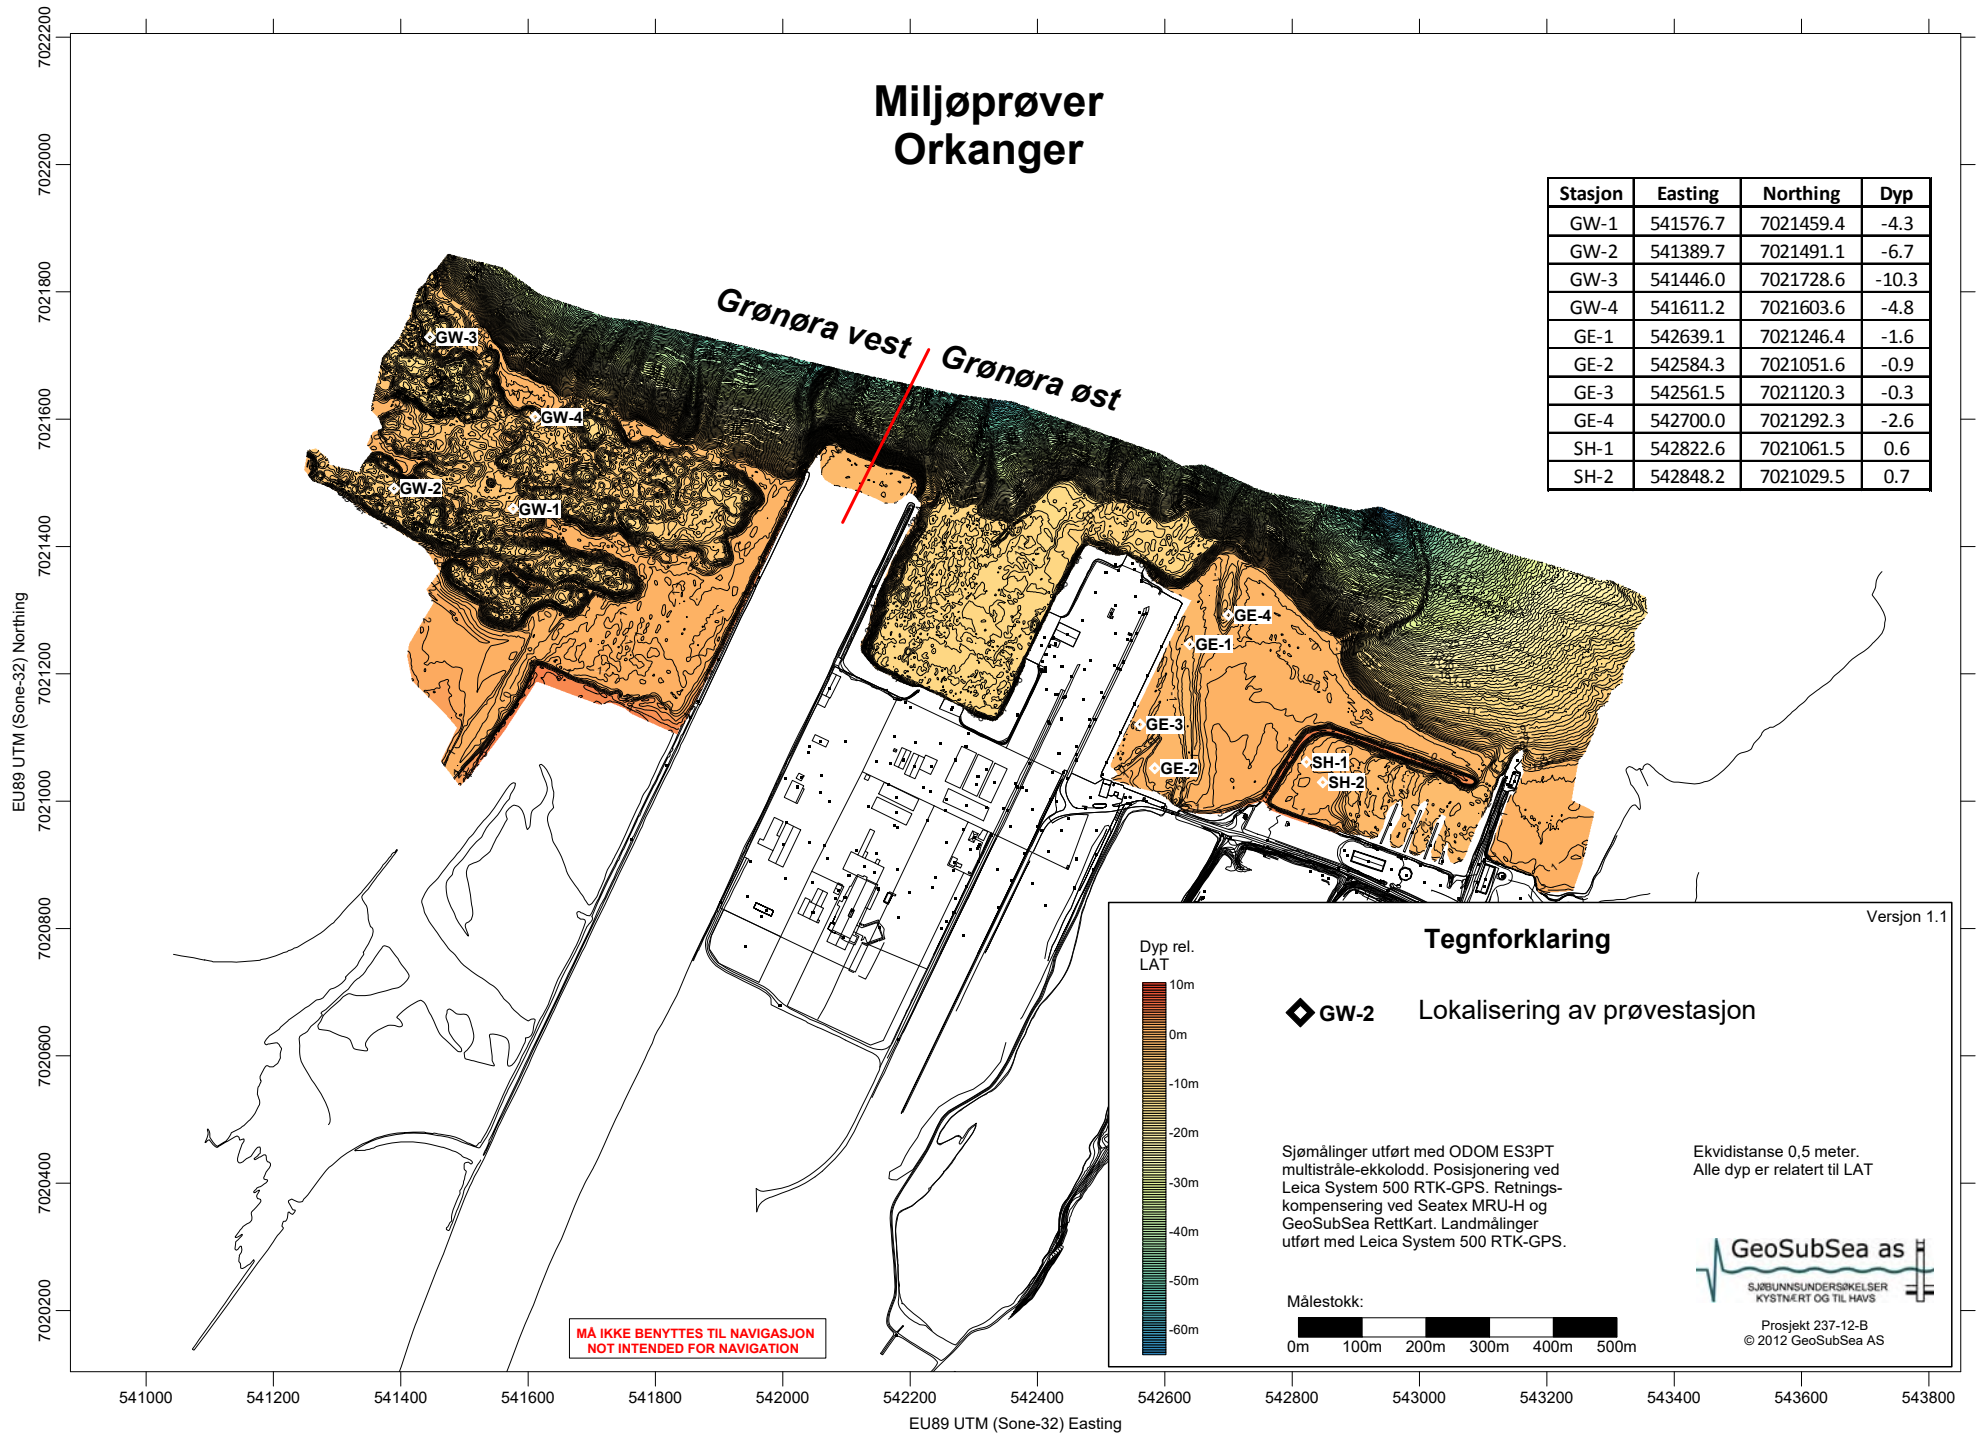 Miljøprøver
Orkanger
Stasjon Easting Northing Dyp
GW-1 541576.7 7021459.4 -4.3
GW-2 541389.7 7021491.1 -6.7
GW-3 541446.0 7021728.6 -10.3
GW-4 541611.2 7021603.6 -4.8
GE-1 542639.1 7021246.4 -1.6
GE-2 542584.3 7021051.6 -0.9
GE-3 542561.5 7021120.3 -0.3
GE-4 542700.0 7021292.3 -2.6
SH-1 542822.6 7021061.5 0.6
SH-2 542848.2 7021029.5 0.7
Grønøra vest
Grønøra øst
GW-3
GW-4
GW-2
GW-1
GE-4
GE-1
GE-3
GE-2
SH-1
SH-2
7022200
7022000
7021800
7021600
7021400
7021200
7021000
7020800
7020600
7020400
7020200
EU89 UTM (Sone-32) Northing
Versjon 1.1
Tegnforklaring
Dyp rel.
LAT
10m
0m
-10m
-20m
-30m
-40m
-50m
-60m
GW-2 Lokalisering av prøvestasjon
Sjømålinger utført med ODOM ES3PT
multistråle-ekkolodd. Posisjonering ved
Leica System 500 RTK-GPS. Retnings-
kompensering ved Seatex MRU-H og
GeoSubSea RettKart. Landmålinger
utført med Leica System 500 RTK-GPS.
Ekvidistanse 0,5 meter.
Alle dyp er relatert til LAT
GeoSubSea as
SJØBUNNSUNDERSØKELSER
KYSTNÆRT OG TIL HAVS
Prosjekt 237-12-B
© 2012 GeoSubSea AS
Målestokk:
0m 100m 200m 300m 400m 500m
MÅ IKKE BENYTTES TIL NAVIGASJON
NOT INTENDED FOR NAVIGATION
541000 541200 541400 541600 541800 542000 542200 542400 542600 542800 543000 543200 543400 543600 543800
EU89 UTM (Sone-32) Easting